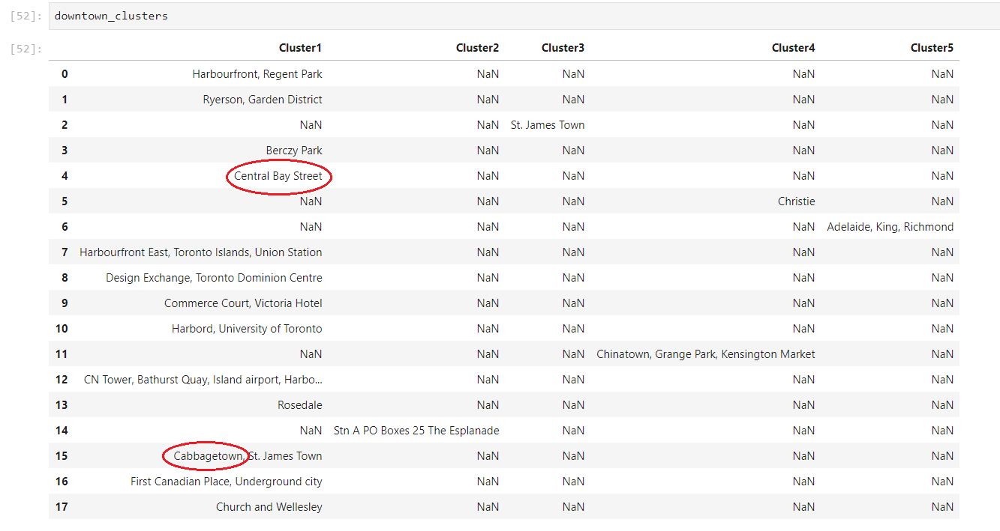 [52]: downtown_clusters
[52]:
Cluster1 Cluster2 Cluster3 Cluster4 Cluster5
0 Harbourfront, Regent Park NaN NaN NaN NaN
1 Ryerson, Garden District NaN NaN NaN NaN
2 NaN NaN St. James Town NaN NaN
3 Berczy Park NaN NaN NaN NaN
4 Central Bay Street NaN NaN NaN NaN
5 NaN NaN NaN Christie NaN
6 NaN NaN NaN NaN Adelaide, King, Richmond
7 Harbourfront East, Toronto Islands, Union Station NaN NaN NaN NaN
8 Design Exchange, Toronto Dominion Centre NaN NaN NaN NaN
9 Commerce Court, Victoria Hotel NaN NaN NaN NaN
10 Harbord, University of Toronto NaN NaN NaN NaN
11 NaN NaN NaN Chinatown, Grange Park, Kensington Market NaN
12 CN Tower, Bathurst Quay, Island airport, Harbo... NaN NaN NaN NaN
13 Rosedale NaN NaN NaN NaN
14 NaN Stn A PO Boxes 25 The Esplanade NaN NaN NaN
15 Cabbagetown, St. James Town NaN NaN NaN NaN
16 First Canadian Place, Underground city NaN NaN NaN NaN
17 Church and Wellesley NaN NaN NaN NaN